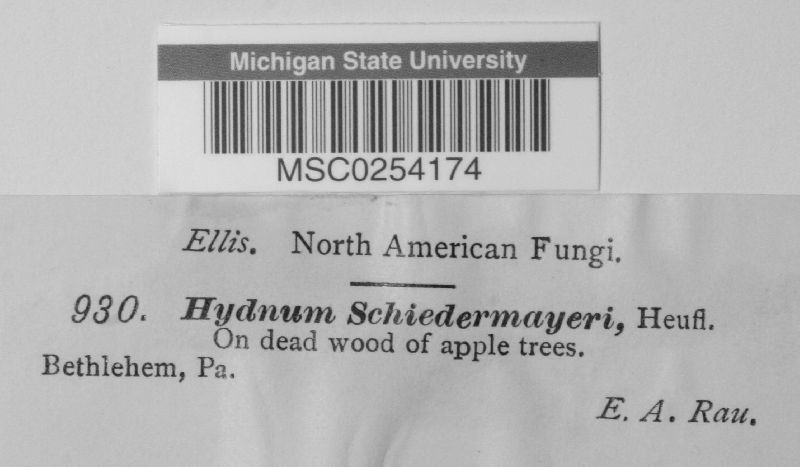 Michigan State University
MSC0254174
Ellis. North American Fungi.
930. Hydnum Schiedermayeri, Heufl.
On dead wood of apple trees.
Bethlehem, Pa.
E. A. Rau.